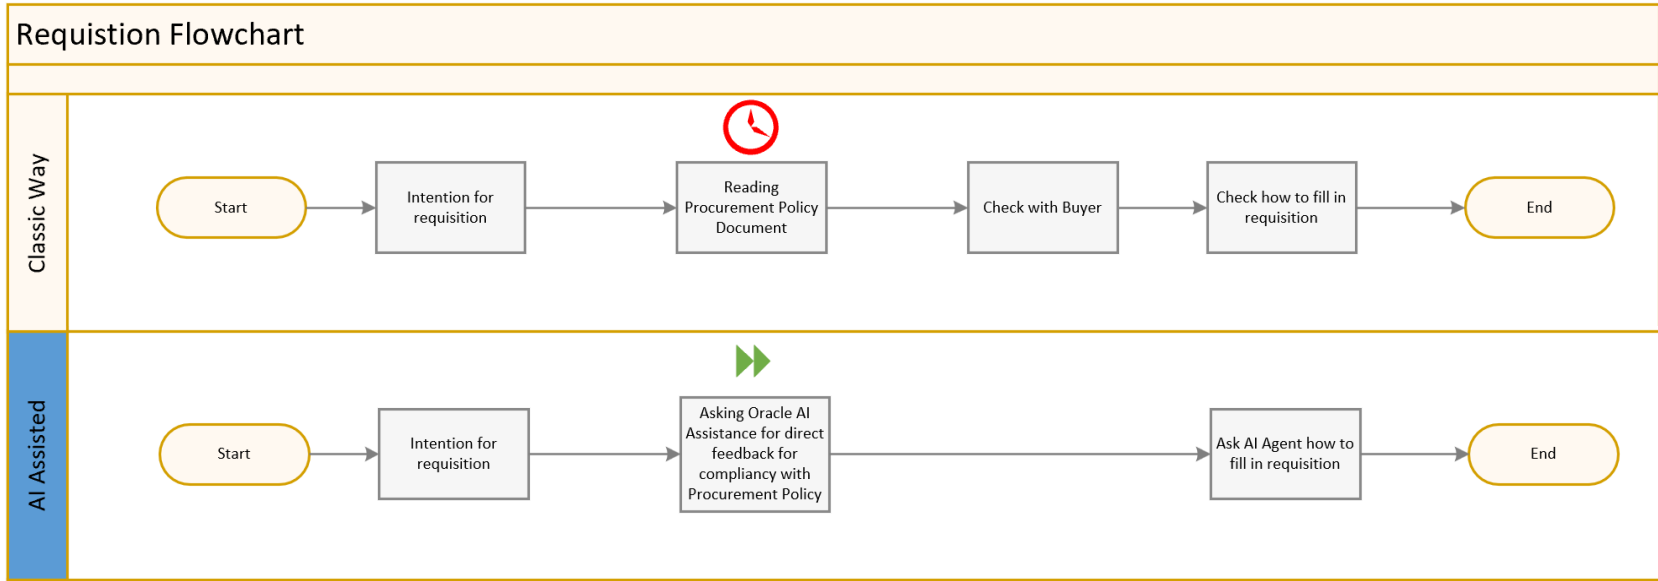 Requistion Flowchart
Classic Way
Start
Intention for
requisition
Reading
Procurement Policy
Document
Check with Buyer
Check how to fill in
requisition
End
AI Assisted
Start
Intention for
requisition
Asking Oracle AI
Assistance for direct
feedback for
compliancy with
Procurement Policy
Ask AI Agent how to
fill in requisition
End